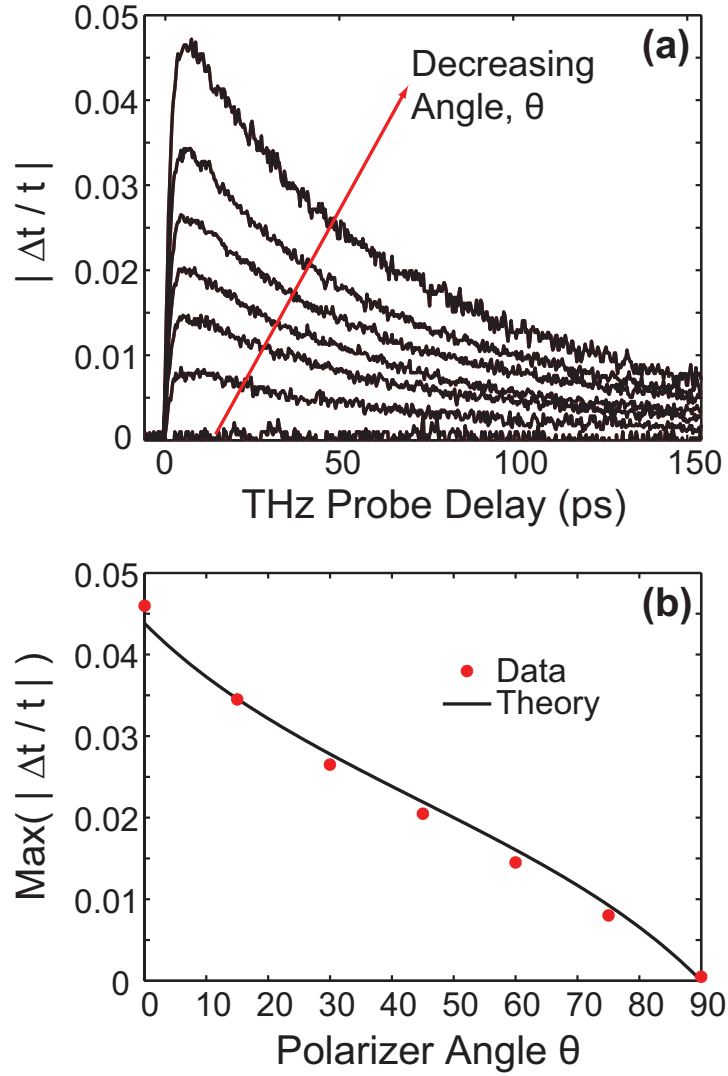 (a)
Decreasing
Angle, θ
| Δt / t |
0.05
0.04
0.03
0.02
0.01
0
0 50 100 150
THz Probe Delay (ps)
(b)
Data
Theory
Max( | Δt / t| )
0.05
0.04
0.03
0.02
0.01
0
0 10 20 30 40 50 60 70 80 90
Polarizer Angle θ